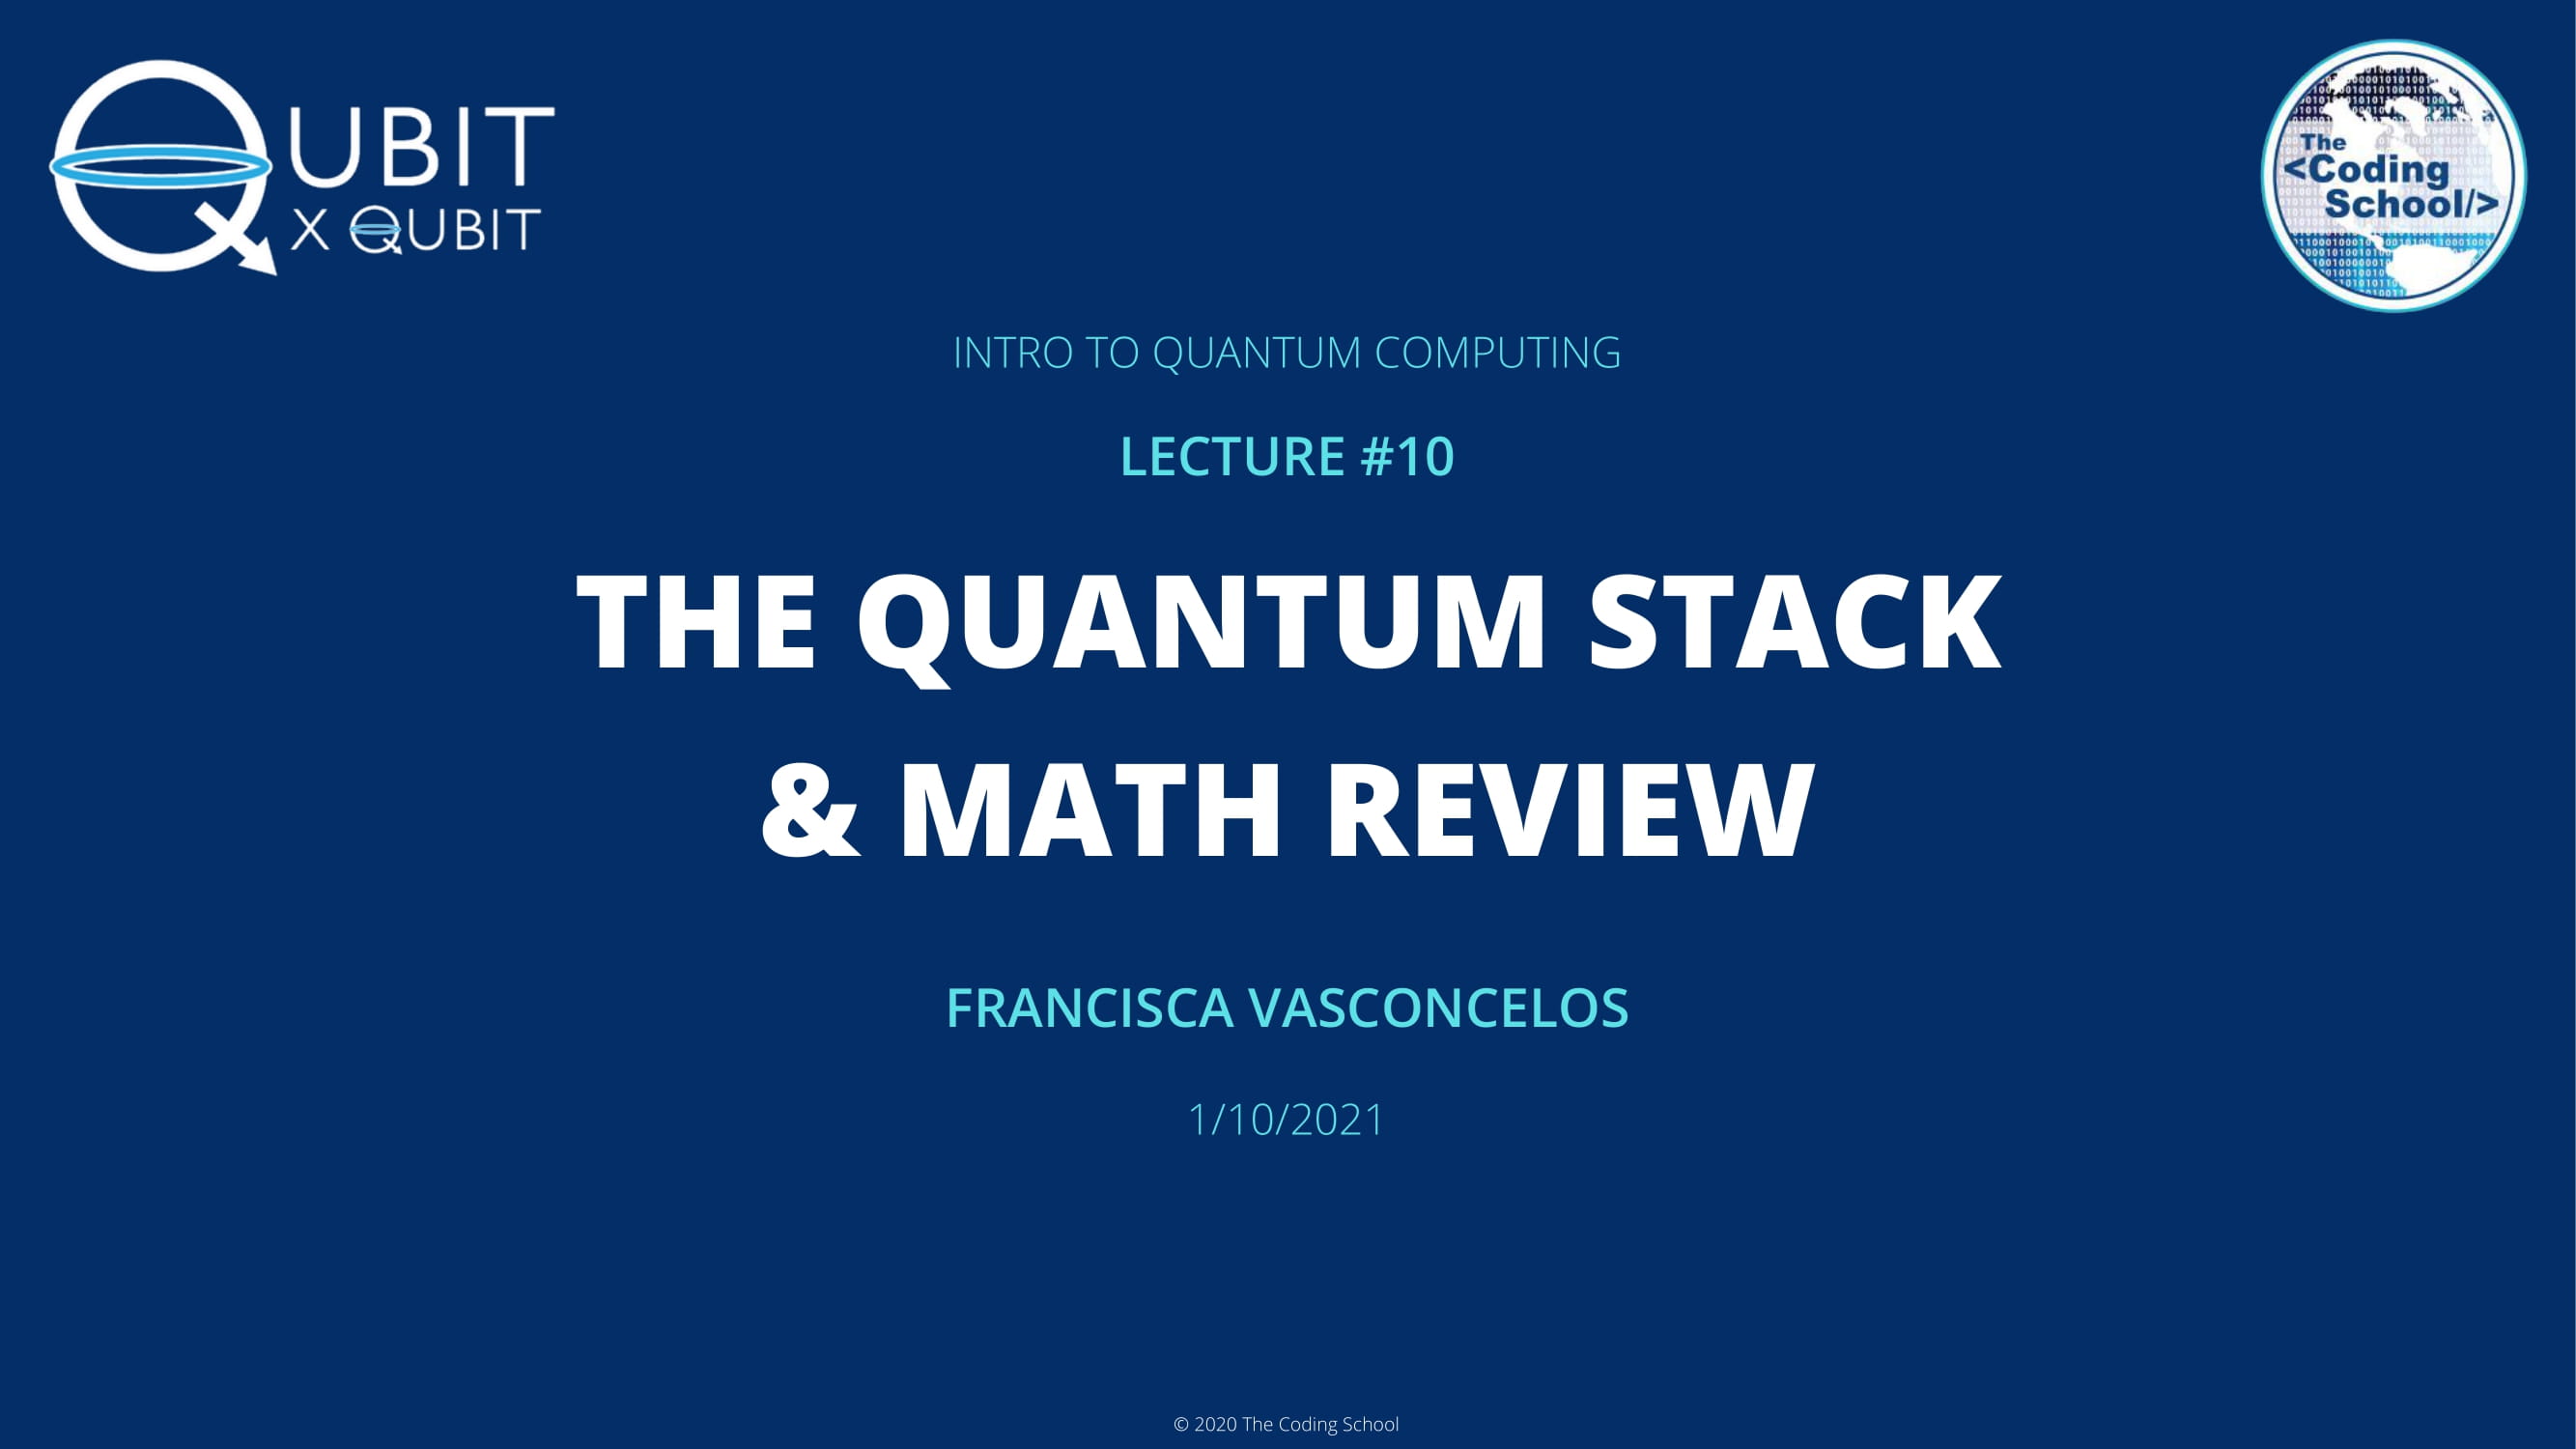 QUBIT
X QUBIT
The
<Coding
School/>
INTRO TO QUANTUM COMPUTING
LECTURE #10
THE QUANTUM STACK
& MATH REVIEW
FRANCISCA VASCONCELOS
1/10/2021
© 2020 The Coding School